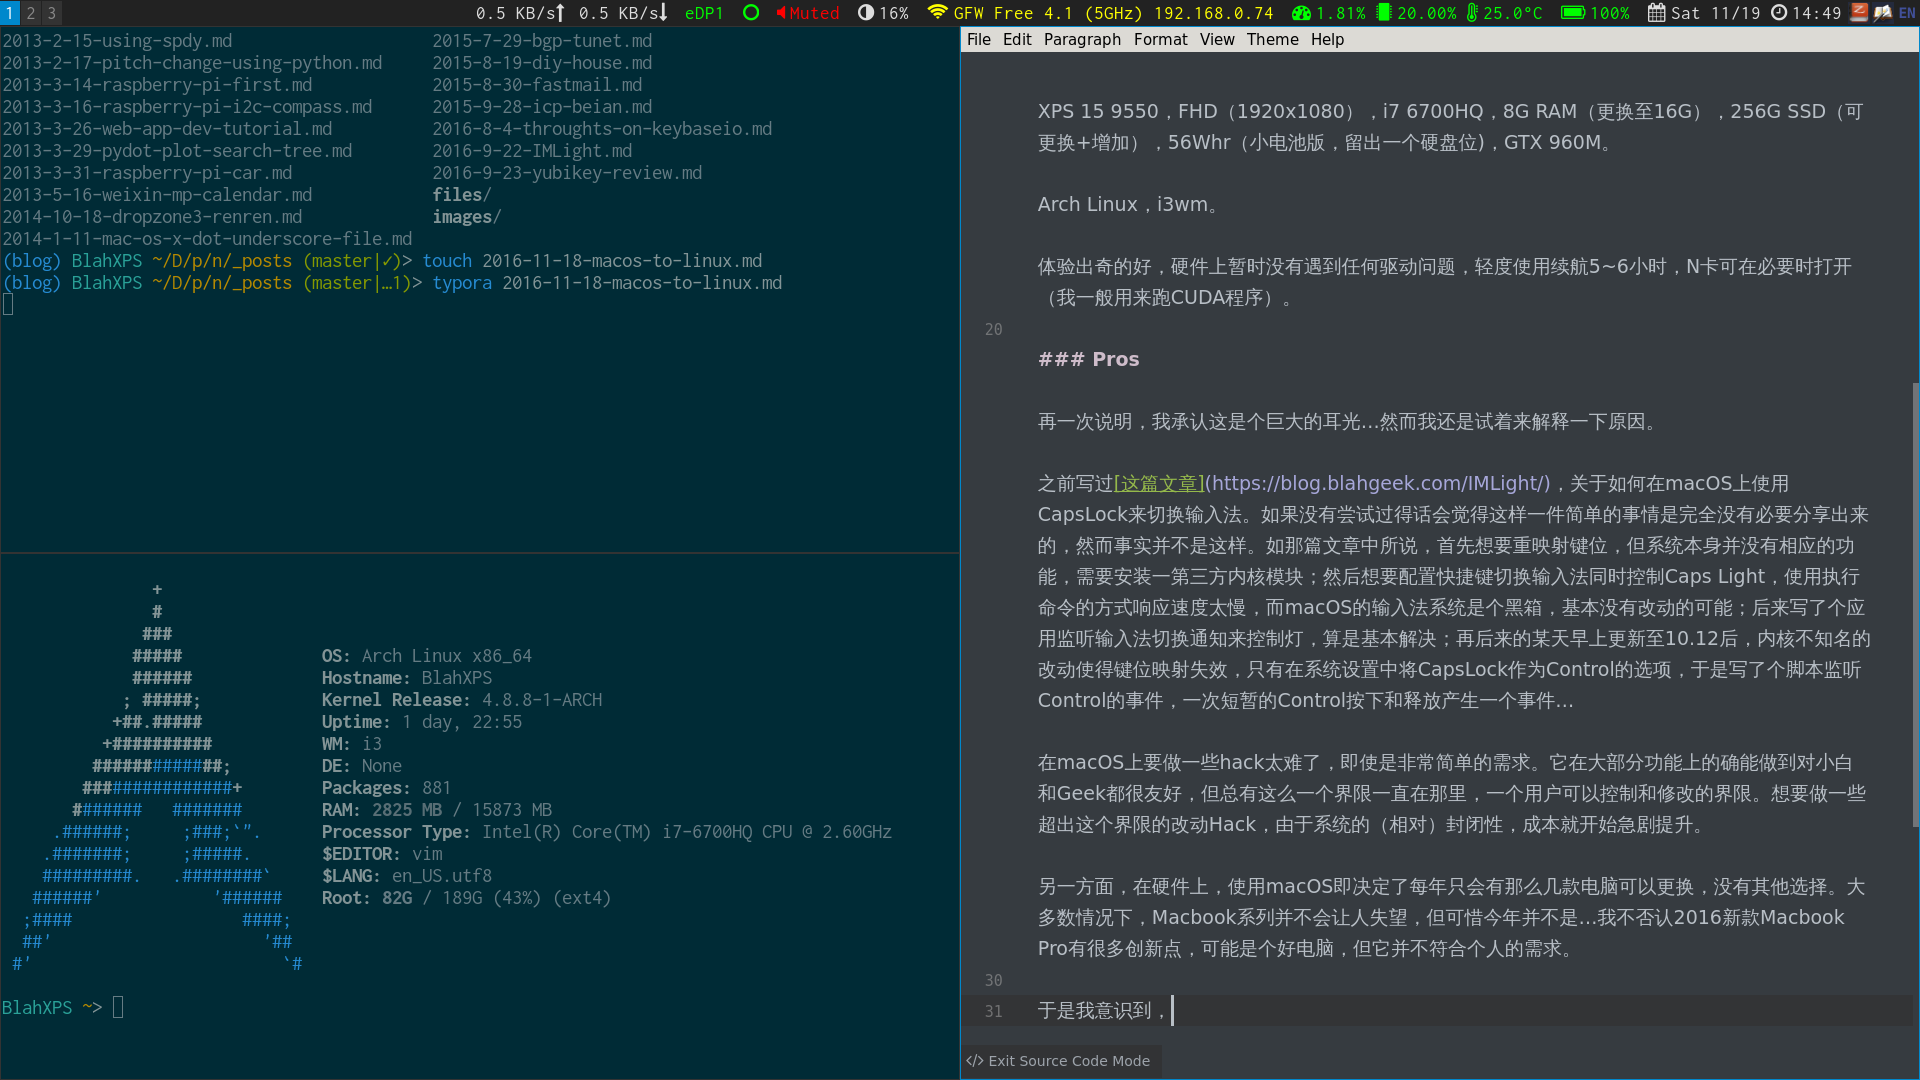 1 2 3 0.5 KB/s 0.5 KB/s eDP1 Muted 16% GFW Free 4.1 (5GHz) 192.168.0.74 1.81% 20.00% 25.0°C 100% Sat 11/19 14:49 EN
2013-2-15-using-spdy.md 2015-7-29-bgp-tunet.md
2013-2-17-pitch-change-using-python.md 2015-8-19-diy-house.md
2013-3-14-raspberry-pi-first.md 2015-8-30-fastmail.md
2013-3-16-raspberry-pi-i2c-compass.md 2015-9-28-icp-beian.md
2013-3-26-web-app-dev-tutorial.md 2016-8-4-throughts-on-keybaseio.md
2013-3-29-pydot-plot-search-tree.md 2016-9-22-IMLight.md
2013-3-31-raspberry-pi-car.md 2016-9-23-yubikey-review.md
2013-5-16-weixin-mp-calendar.md files/
2014-10-18-dropzone3-renren.md images/
2014-1-11-mac-os-x-dot-underscore-file.md
(blog) BlahXPS ~/D/p/n/_posts (master|✓)> touch 2016-11-18-macos-to-linux.md
(blog) BlahXPS ~/D/p/n/_posts (master|…1)> typora 2016-11-18-macos-to-linux.md
+
#
###
#####
######
; #####;
+##.#####
+##########
#############;
###############+
####### #######
.######; ;###;`".
.#######; ;#####.
#########. .########`
######' '######
;#### ####;
##' '##
#' `#
OS: Arch Linux x86_64
Hostname: BlahXPS
Kernel Release: 4.8.8-1-ARCH
Uptime: 1 day, 22:55
WM: i3
DE: None
Packages: 881
RAM: 2825 MB / 15873 MB
Processor Type: Intel(R) Core(TM) i7-6700HQ CPU @ 2.60GHz
$EDITOR: vim
$LANG: en_US.utf8
Root: 82G / 189G (43%) (ext4)
BlahXPS ~>
File Edit Paragraph Format View Theme Help
XPS 15 9550，FHD（1920x1080），i7 6700HQ，8G RAM（更换至16G），256G SSD（可
更换+增加），56Whr（小电池版，留出一个硬盘位)，GTX 960M。
Arch Linux，i3wm。
体验出奇的好，硬件上暂时没有遇到任何驱动问题，轻度使用续航5~6小时，N卡可在必要时打开
（我一般用来跑CUDA程序）。
20
### Pros
再一次说明，我承认这是个巨大的耳光...然而我还是试着来解释一下原因。
之前写过[这篇文章](https://blog.blahgeek.com/IMLight/)，关于如何在macOS上使用
CapsLock来切换输入法。如果没有尝试过得话会觉得这样一件简单的事情是完全没有必要分享出来
的，然而事实并不是这样。如那篇文章中所说，首先想要重映射键位，但系统本身并没有相应的功
能，需要安装一第三方内核模块；然后想要配置快捷键切换输入法同时控制Caps Light，使用执行
命令的方式响应速度太慢，而macOS的输入法系统是个黑箱，基本没有改动的可能；后来写了个应
用监听输入法切换通知来控制灯，算是基本解决；再后来的某天早上更新至10.12后，内核不知名的
改动使得键位映射失效，只有在系统设置中将CapsLock作为Control的选项，于是写了个脚本监听
Control的事件，一次短暂的Control按下和释放产生一个事件...
在macOS上要做一些hack太难了，即使是非常简单的需求。它在大部分功能上的确能做到对小白
和Geek都很友好，但总有这么一个界限一直在那里，一个用户可以控制和修改的界限。想要做一些
超出这个界限的改动Hack，由于系统的（相对）封闭性，成本就开始急剧提升。
另一方面，在硬件上，使用macOS即决定了每年只会有那么几款电脑可以更换，没有其他选择。大
多数情况下，Macbook系列并不会让人失望，但可惜今年并不是...我不否认2016新款Macbook
Pro有很多创新点，可能是个好电脑，但它并不符合个人的需求。
30
31 于是我意识到，
</> Exit Source Code Mode